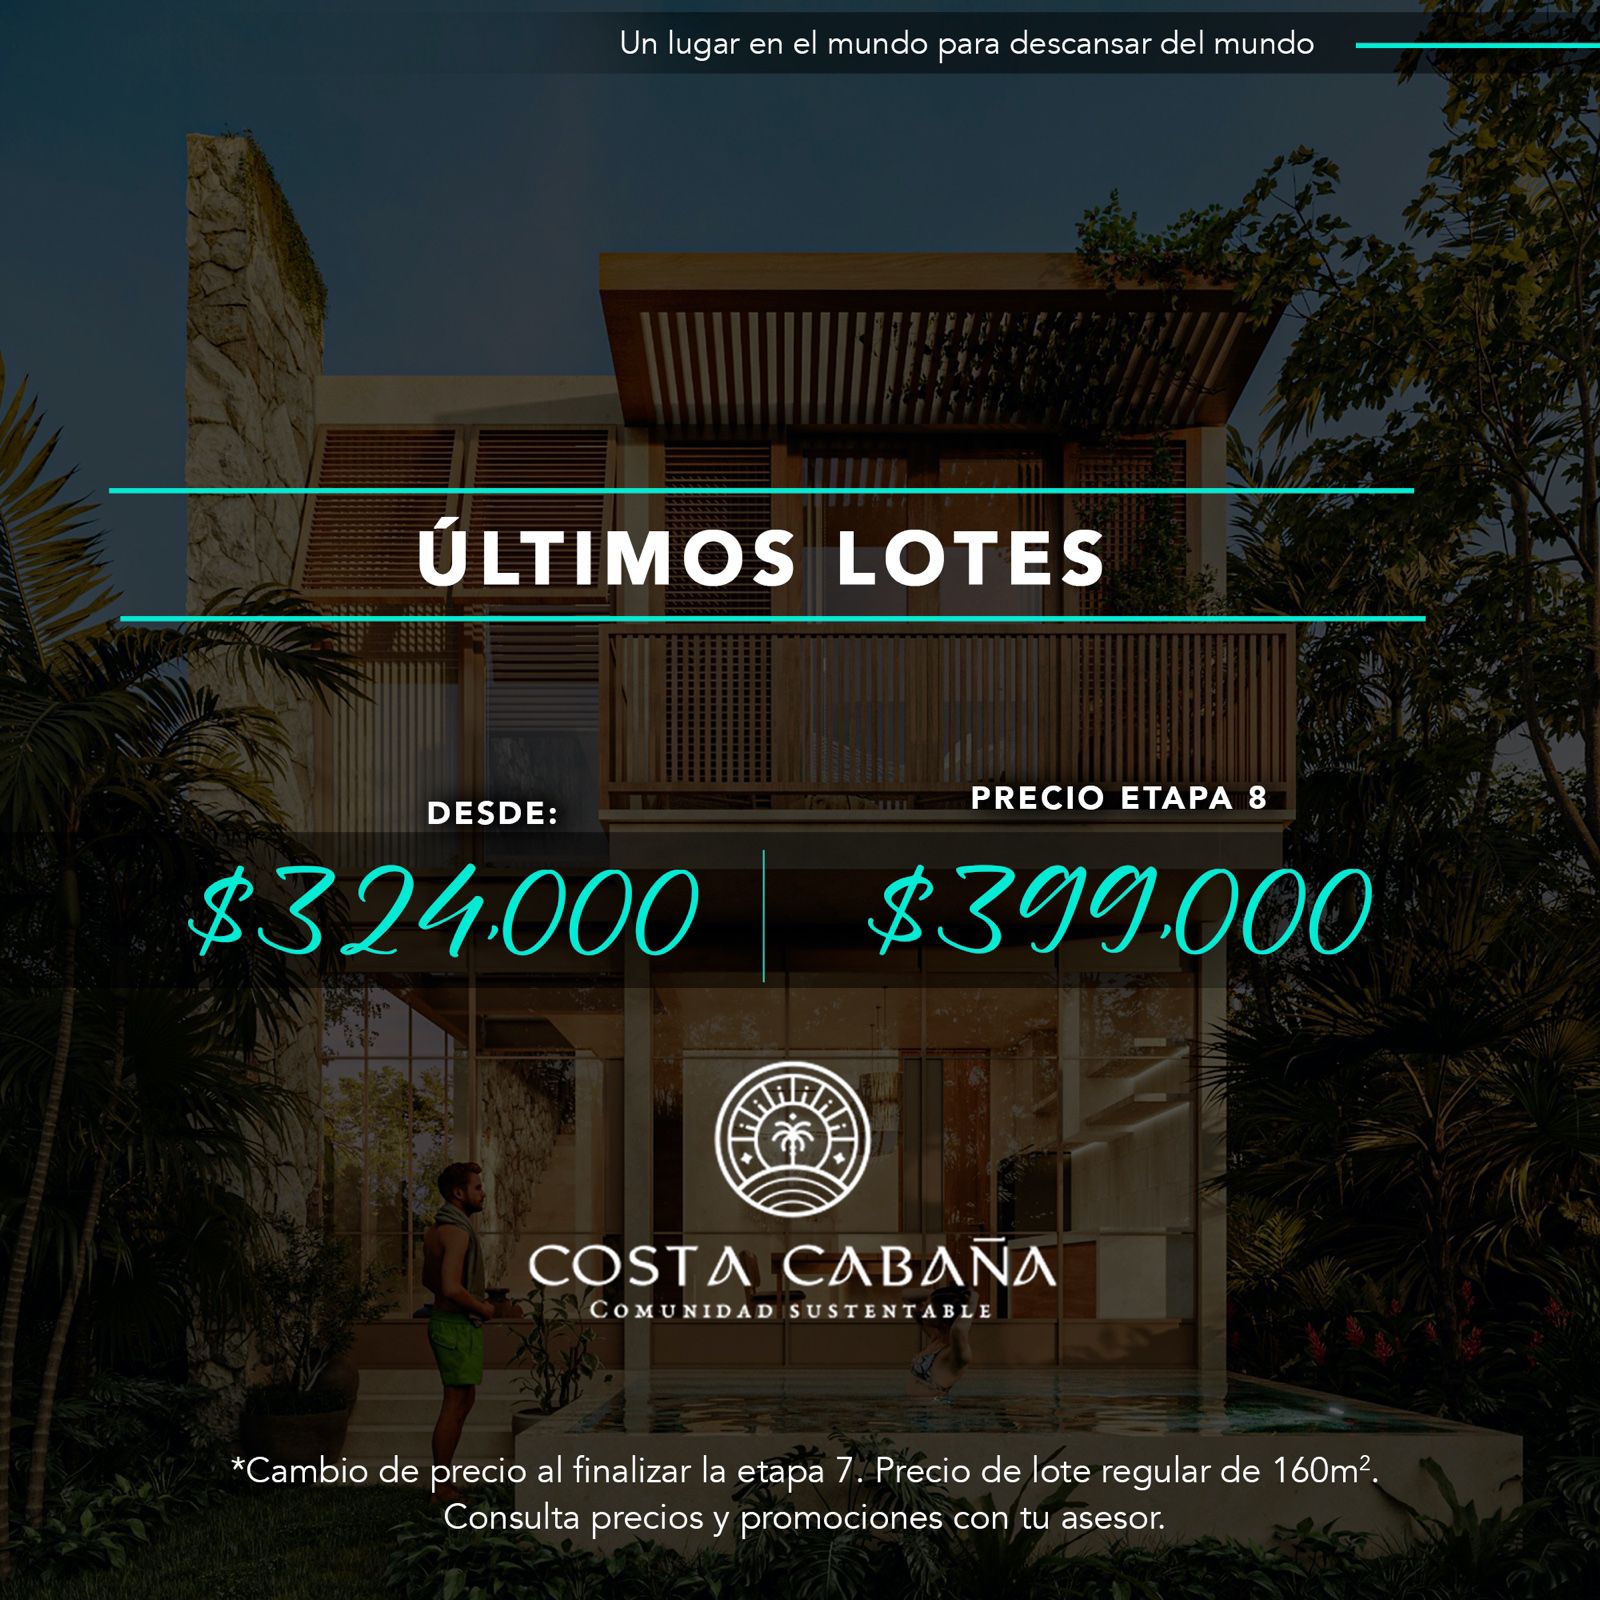 Un lugar en el mundo para descansar del mundo
ÚLTIMOS LOTES
DESDE:
$324,000
PRECIO ETAPA 8
$399,000
COSTA CABAÑA
COMUNIDAD SUSTENTABLE
*Cambio de precio al finalizar la etapa 7. Precio de lote regular de 160m².
Consulta precios y promociones con tu asesor.